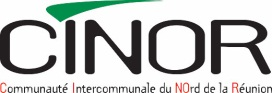 CINOR
Communauté Intercommunale du NOrd de la Réunion